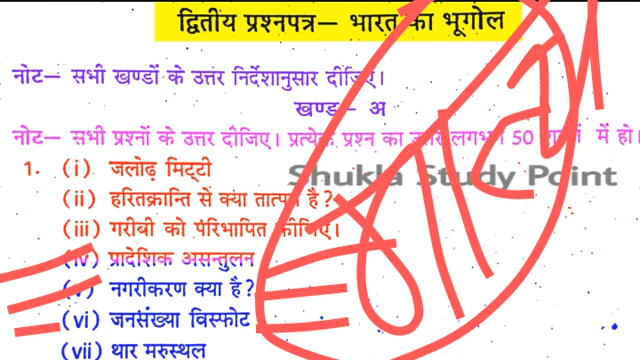 द्वितीय प्रश्नपत्र— भारत का भूगोल
नोट— सभी खण्डों के उत्तर निर्देशानुसार दीजिए।
खण्ड— अ
नोट— सभी प्रश्नों के उत्तर दीजिए। प्रत्येक प्रश्न का उत्तर लगभग 50 शब्दों में हो।
1. (i) जलोढ़ मिट्टी
Shukla Study Point
(ii) हरितक्रान्ति से क्या तात्पर्य है?
(iii) गरीबी को परिभाषित कीजिए।
(iv) प्रादेशिक असन्तुलन
(v) नगरीकरण क्या है?
(vi) जनसंख्या विस्फोट
(vii) थार मरुस्थल